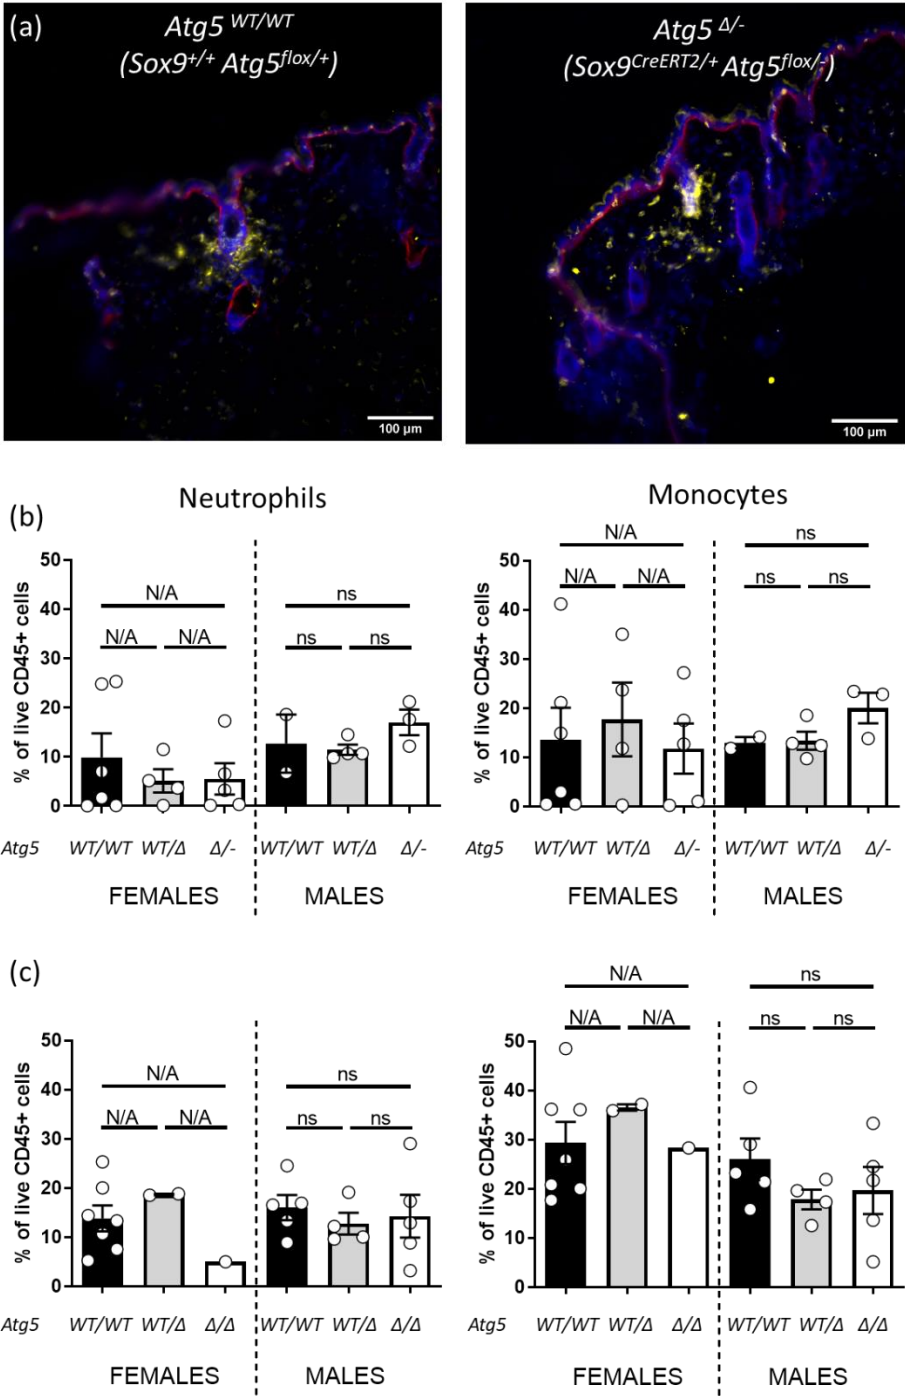 (a)
Atg5 WT/WT
(Sox9+/+ Atg5flox/+)
100 µm
Atg5 Δ/-
(Sox9CreERT2/+ Atg5flox/-)
100 µm
(b)
Neutrophils
% of live CD45+ cells
50
40
30
20
10
0
N/A
N/A N/A
ns
ns ns
Atg5 WT/WT WT/Δ Δ/- WT/WT WT/Δ Δ/-
FEMALES MALES
Monocytes
% of live CD45+ cells
50
40
30
20
10
0
N/A
N/A N/A
ns
ns ns
WT/WT WT/Δ Δ/- WT/WT WT/Δ Δ/-
FEMALES MALES
(c)
% of live CD45+ cells
50
40
30
20
10
0
N/A
N/A N/A
ns
ns ns
Atg5 WT/WT WT/Δ Δ/Δ WT/WT WT/Δ Δ/Δ
FEMALES MALES
% of live CD45+ cells
50
40
30
20
10
0
N/A
N/A N/A
ns
ns ns
Atg5 WT/WT WT/Δ Δ/Δ WT/WT WT/Δ Δ/Δ
FEMALES MALES